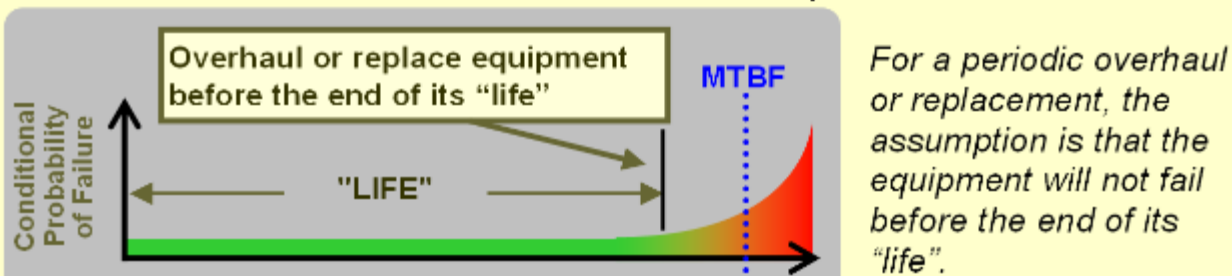 Overhaul or replace equipment
before the end of its “life”
MTBF
Conditional
Probability
of Failure
"LIFE"
For a periodic overhaul
or replacement, the
assumption is that the
equipment will not fail
before the end of its
“life”.